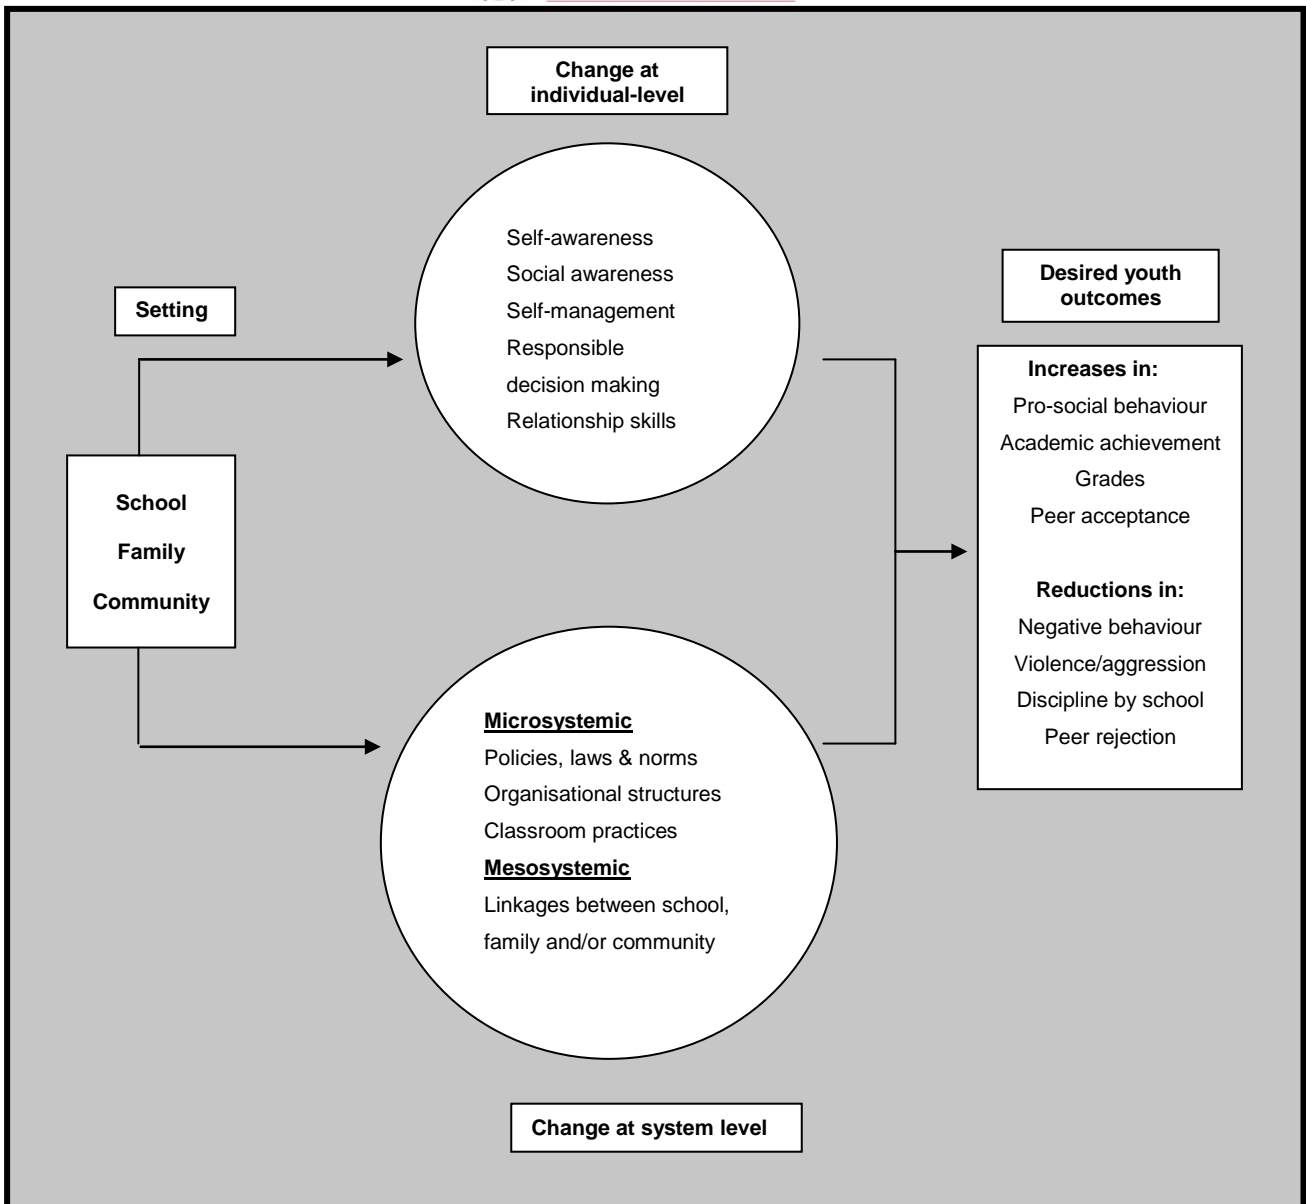 Change at
individual-level
Self-awareness
Social awareness
Self-management
Responsible
decision making
Relationship skills
Setting
School
Family
Community
Desired youth
outcomes
Increases in:
Pro-social behaviour
Academic achievement
Grades
Peer acceptance
Reductions in:
Negative behaviour
Violence/aggression
Discipline by school
Peer rejection
Microsystemic
Policies, laws & norms
Organisational structures
Classroom practices
Mesosystemic
Linkages between school,
family and/or community
Change at system level